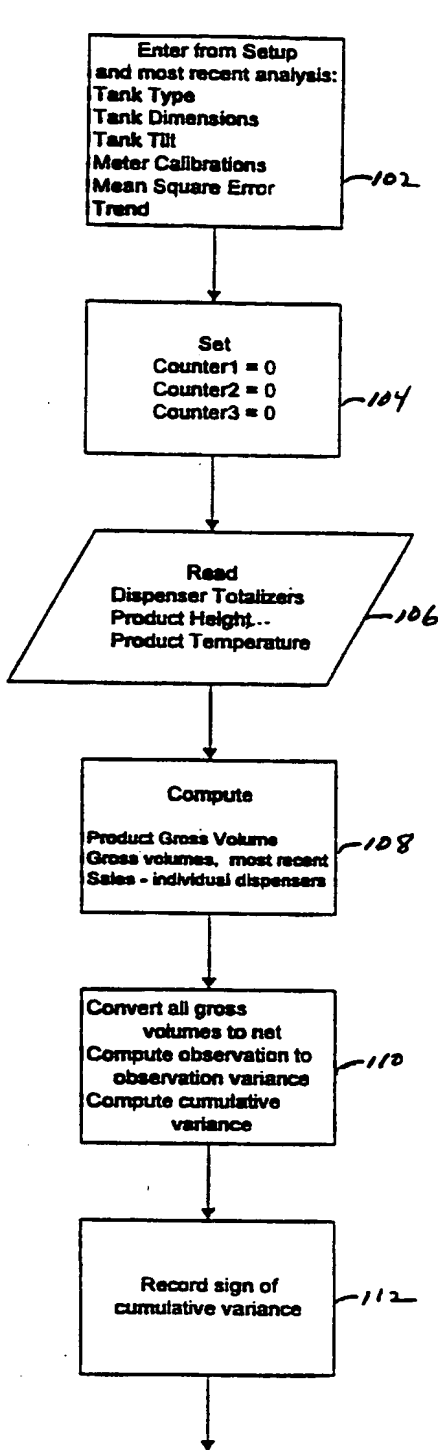 Enter from Setup
and most recent analysis:
Tank Type
Tank Dimensions
Tank Tilt
Meter Calibrations
Mean Square Error
Trend
102
Set
Counter1 = 0
Counter2 = 0
Counter3 = 0
104
Read
Dispenser Totalizers
Product Height...
Product Temperature
106
Compute
Product Gross Volume
Gross volumes, most recent
Sales - individual dispensers
108
Convert all gross
volumes to net
Compute observation to
observation variance
Compute cumulative
variance
110
Record sign of
cumulative variance
112